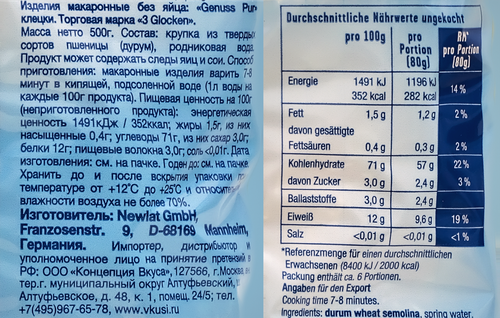 Изделия макаронные без яйца: «Genuss Pur»
клецки. Торговая марка «3 Glocken».
Масса нетто 500г. Состав: крупка из твердых
сортов пшеницы (дурум), родниковая вода.
Продукт может содержать следы яиц и сои. Способ
приготовления: макаронные изделия варить 7-8
минут в кипящей, подсоленной воде (1л воды на
каждые 100г продукта). Пищевая ценность на 100г
(неприготовленного продукта): энергетическая
ценность 1491кДж / 352ккал; жиры 1,5г, из них
насыщенные 0,4г; углеводы 71г, из них сахар 3,0г;
белки 12г; пищевые волокна 3,0г; соль <0,01г. Дата
изготовления: см. на пачке. Годен до: см. на пачке.
Хранить до и после вскрытия упаковки при
температуре от +12°C до +25°C и относительной
влажности воздуха не более 70%.
Изготовитель: Newlat GmbH,
Franzosenstr. 9, D-68169 Mannheim,
Германия. Импортер, дистрибьютор и
уполномоченное лицо на принятие претензий в
РФ: ООО «Концепция Вкуса», 127566, г.Москва, вн.
тер.г. муниципальный округ Алтуфьевский, ш
Алтуфьевское, д. 48, к. 1, помещ. 24/5; тел.
+7(495)967-65-78, www.vkusi.ru
Durchschnittliche Nährwerte ungekocht
pro 100g pro Portion (80g) RM* pro Portion (80g)
Energie 1491 kJ 1196 kJ 14 %
352 kcal 282 kcal
Fett 1,5 g 1,2 g 2 %
davon gesättigte
Fettsäuren 0,4 g 0,3 g 2 %
Kohlenhydrate 71 g 57 g 22 %
davon Zucker 3,0 g 2,4 g 3 %
Ballaststoffe 3,0 g 2,4 g
Eiweiß 12 g 9,6 g 19 %
Salz <0,01 g <0,01 g <1 %
*Referenzmenge für einen durchschnittlichen
Erwachsenen (8400 kJ / 2000 kcal)
Packung enthält ca. 6 Portionen.
Angaben für den Export
Cooking time 7-8 minutes.
Ingredients: durum wheat semolina, spring water.